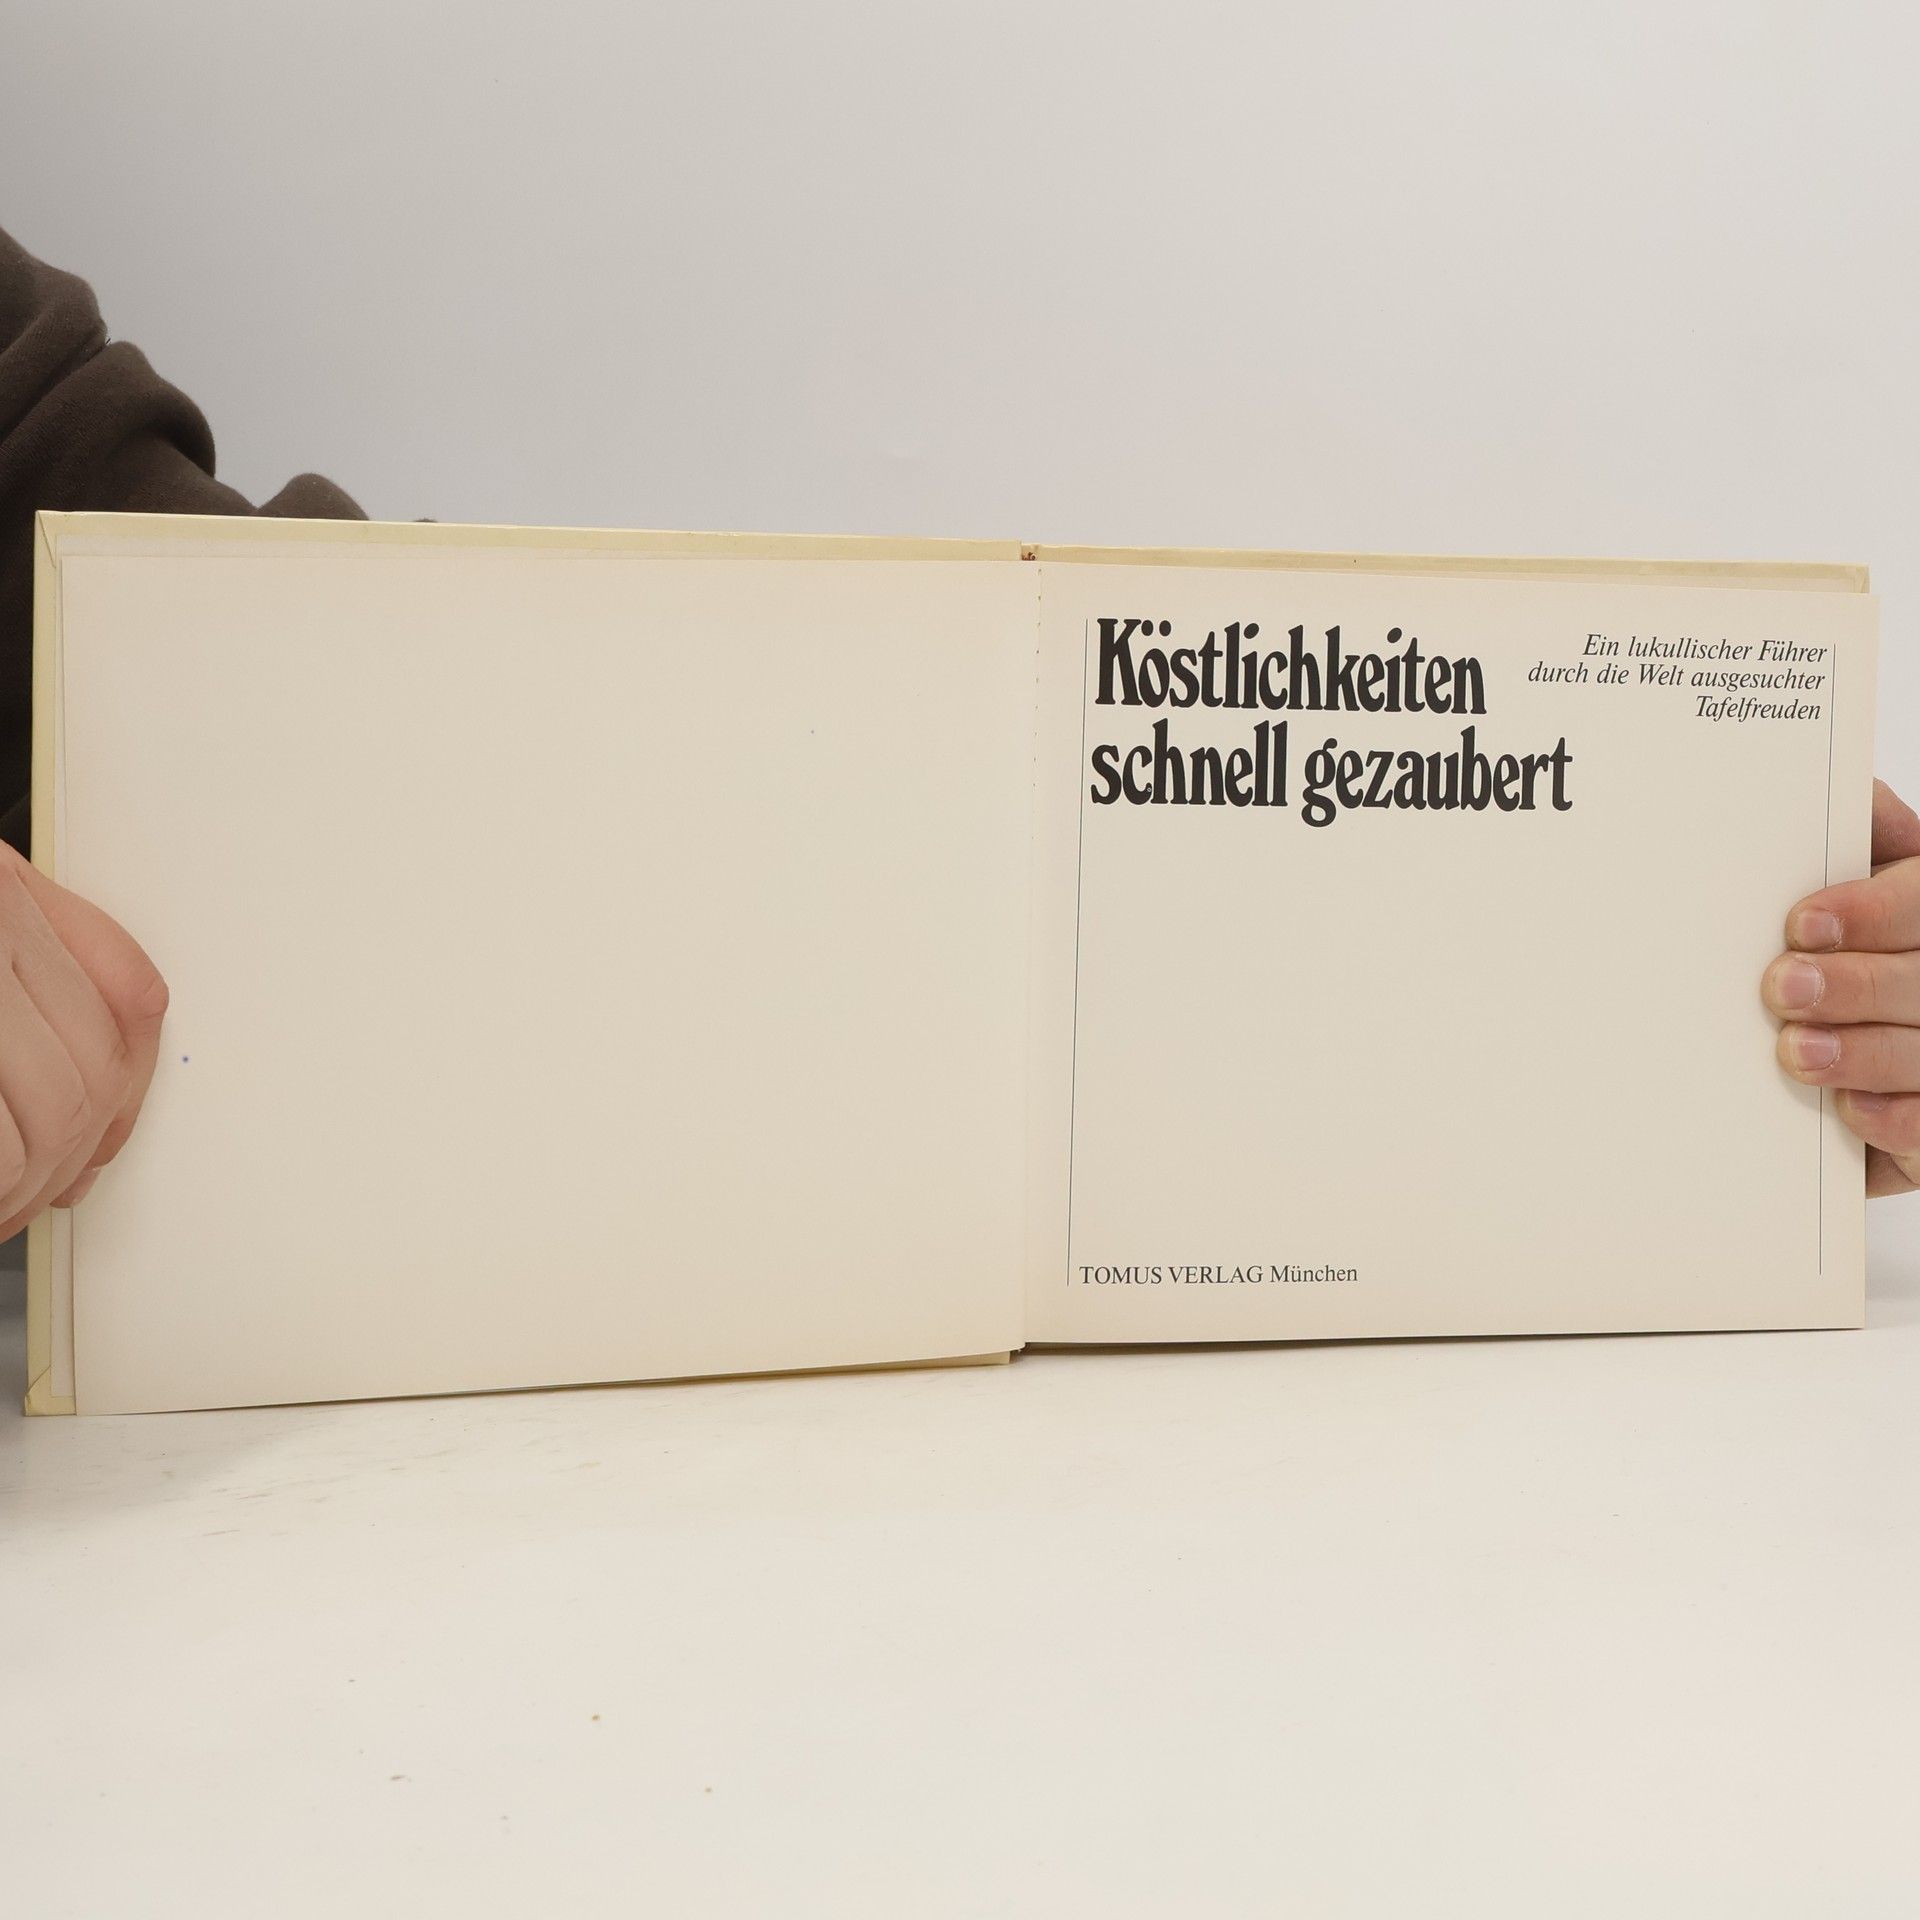 Köstlichkeiten
schnell gezaubert
Ein lukullischer Führer
durch die Welt ausgesuchter
Tafelfreuden
TOMUS VERLAG München